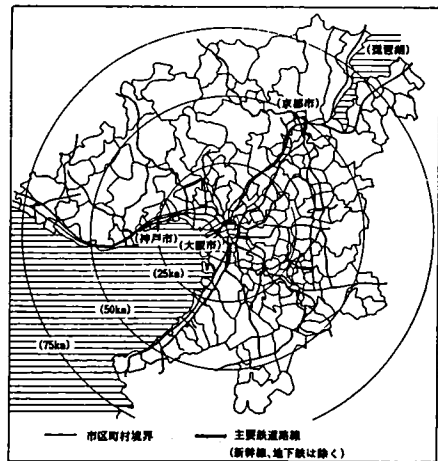 (琵琶湖)
(京都市)
(神戸市)
(大阪市)
(25km)
(50km)
(75km)
市区町村境界
主要鉄道路線
(新幹線、地下鉄は除く)